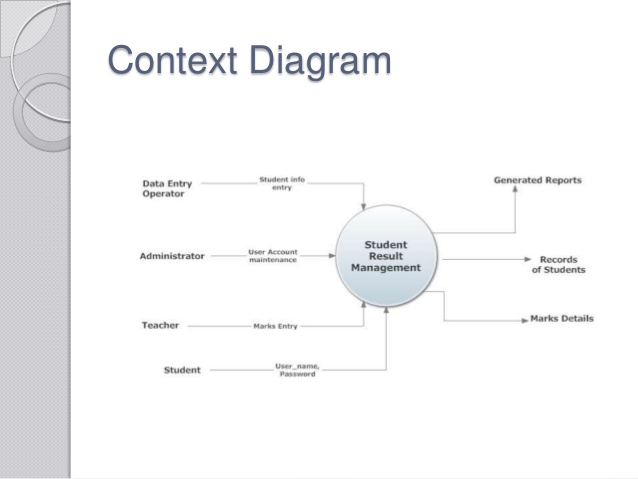 Context Diagram
Data Entry
Operator
Student info
entry
Generated Reports
Administrator
User Account
maintenance
Student
Result
Management
Records
of Students
Teacher
Marks Entry
Marks Details
Student
User_name,
Password